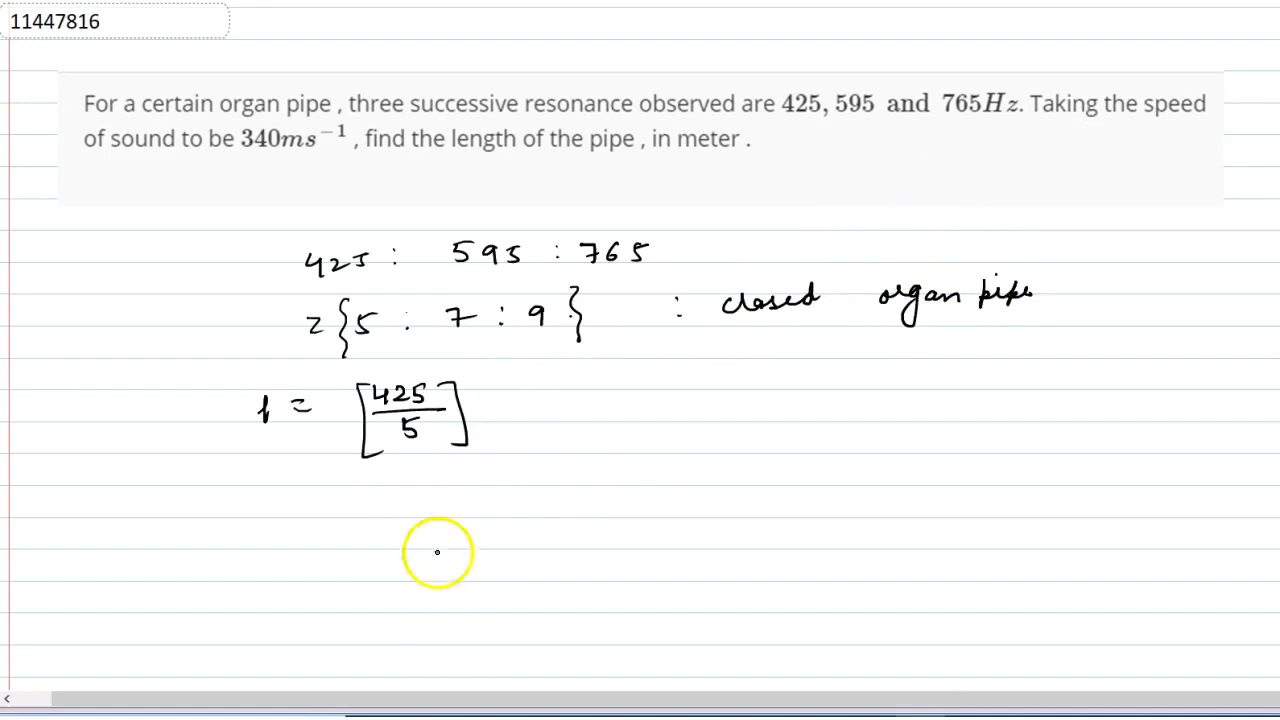 11447816
For a certain organ pipe , three successive resonance observed are 425, 595 and 765Hz. Taking the speed
of sound to be 340ms⁻¹ , find the length of the pipe , in meter .
425 : 595 : 765
= {5 : 7 : 9} : closed organ pipe
f = [425/5]